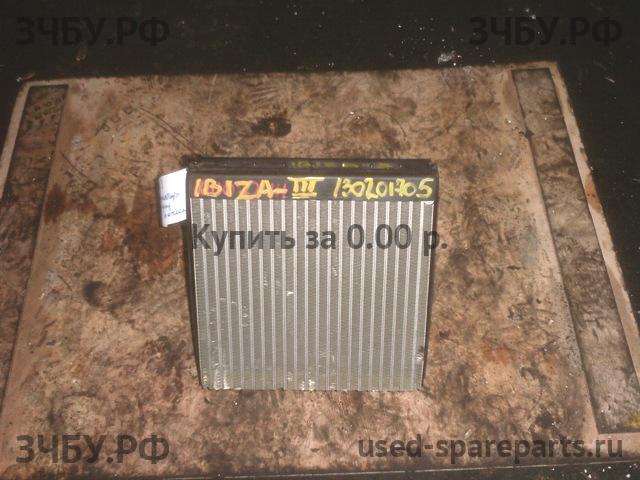 ЗЧБУ.РФ ЗЧБУ.РФ
IBIZA-III 130201705
Купить за 0.00 р.
ЗЧБУ.РФ used-spareparts.ru